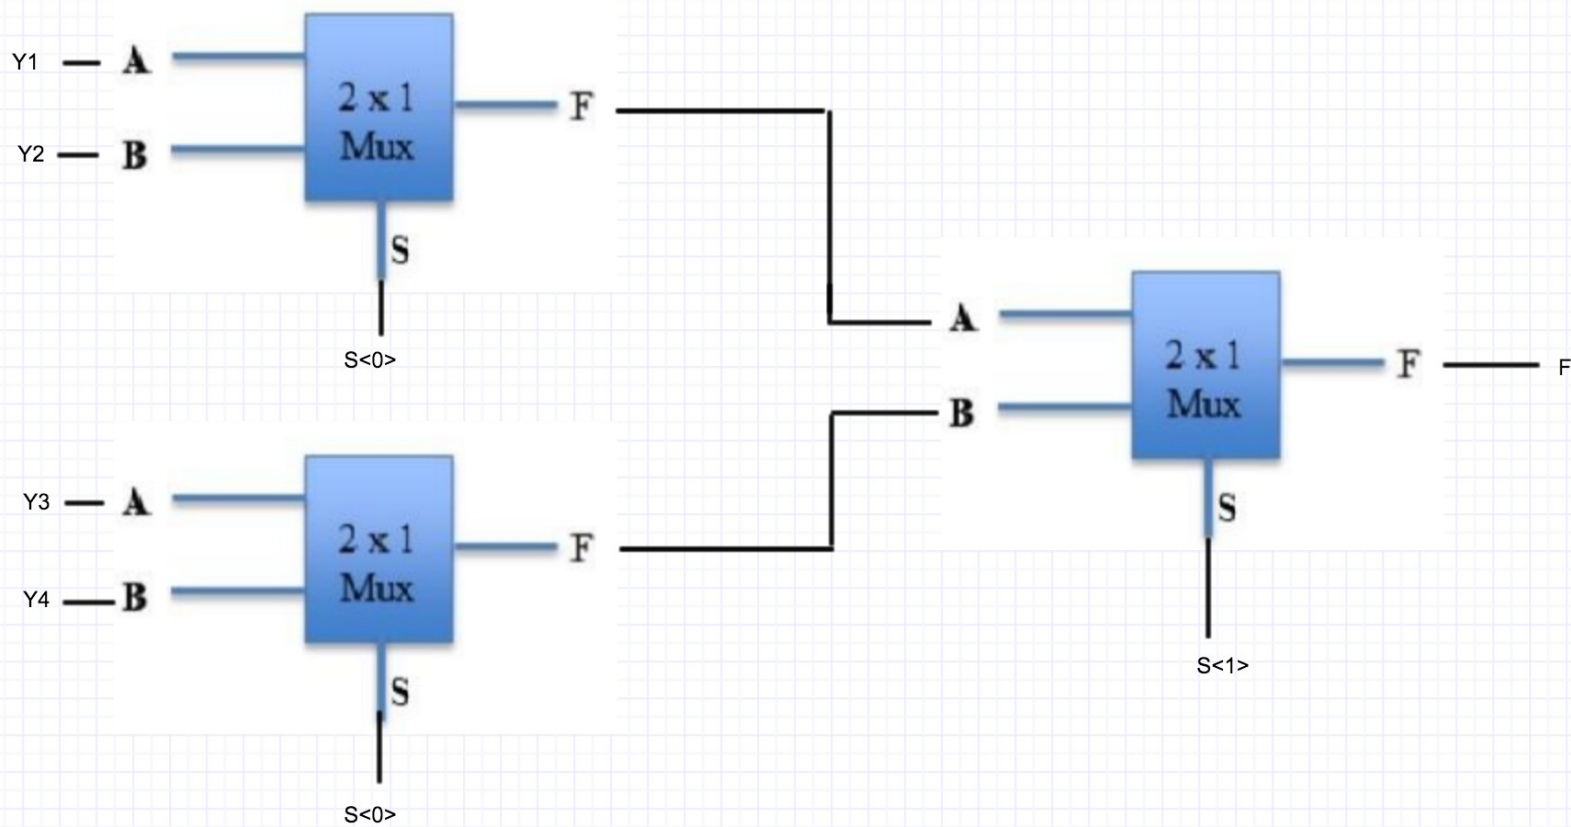 Y1 A
2 x 1
Mux
F
Y2 B
S
S<0>
A
2 x 1
Mux
F
F
B
S
S<1>
Y3 A
2 x 1
Mux
F
Y4 B
S
S<0>